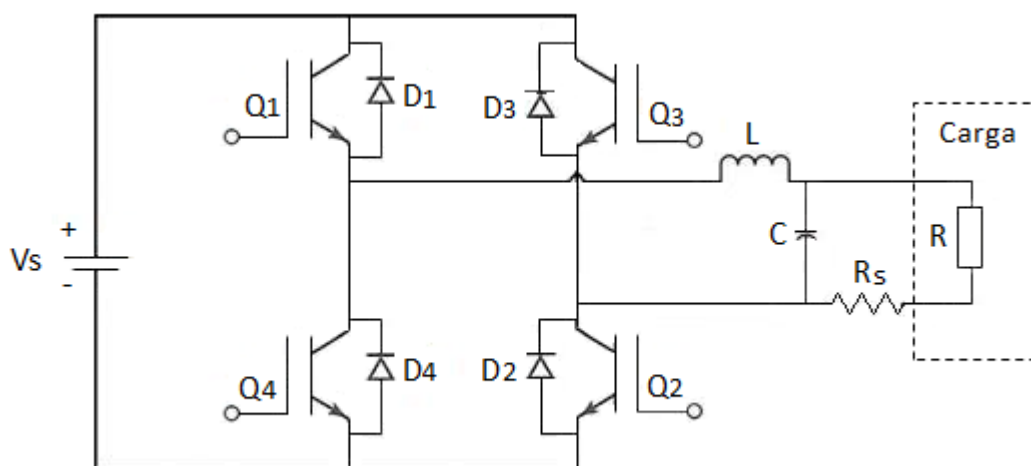 Q1
D1
D3
Q3
L
Carga
+
Vs
-
C
R
Rs
Q4
D4
D2
Q2